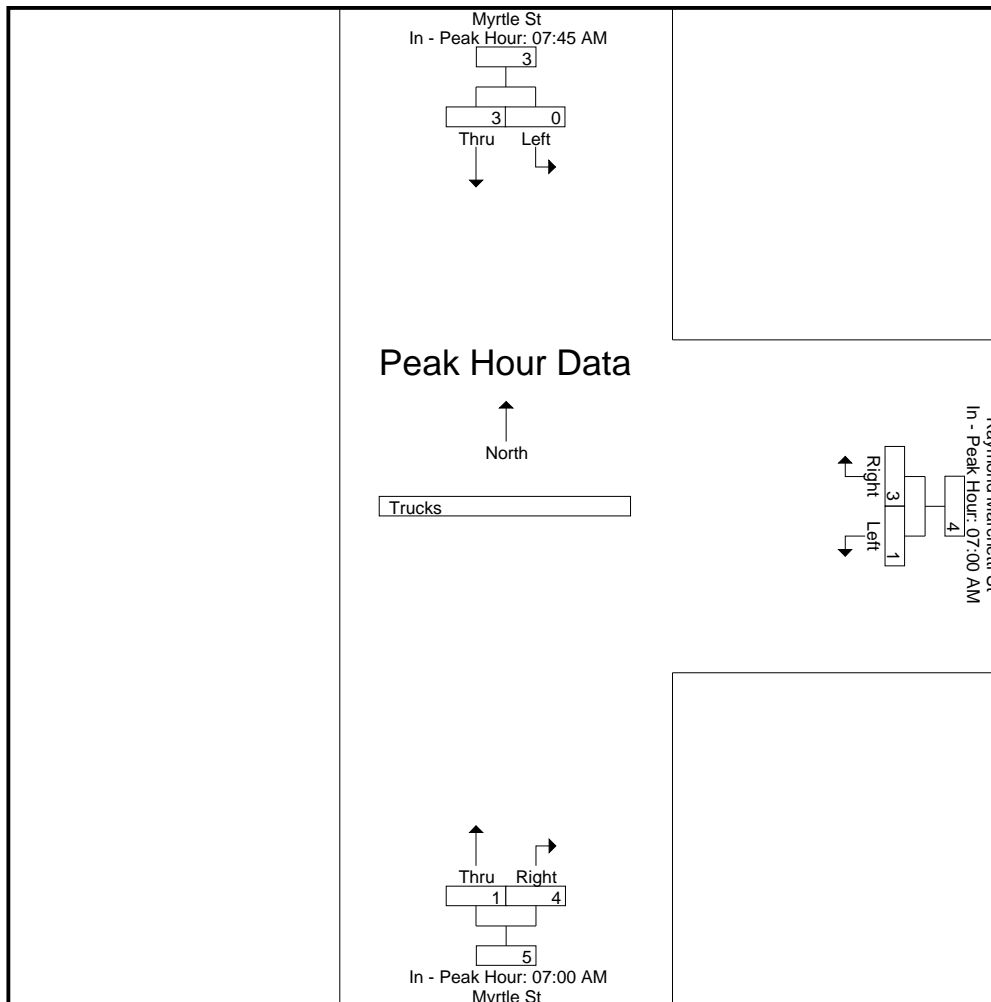 Myrtle St
In - Peak Hour: 07:45 AM
3
3 0
Thru Left
Peak Hour Data
North
Trucks
In - Peak Hour: 07:00 AM
4
3 1
Right Left
Thru Right
1 4
5
In - Peak Hour: 07:00 AM
Myrtle St